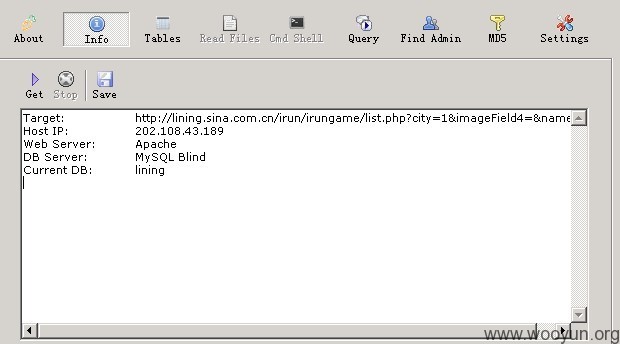 About Info Tables Read Files Cmd Shell Query Find Admin MD5 Settings
Get Stop Save
Target: http://lining.sina.com.cn/irun/irungame/list.php?city=1&imageField4=&name
Host IP: 202.108.43.189
Web Server: Apache
DB Server: MySQL Blind
Current DB: lining
www.wooyun.org